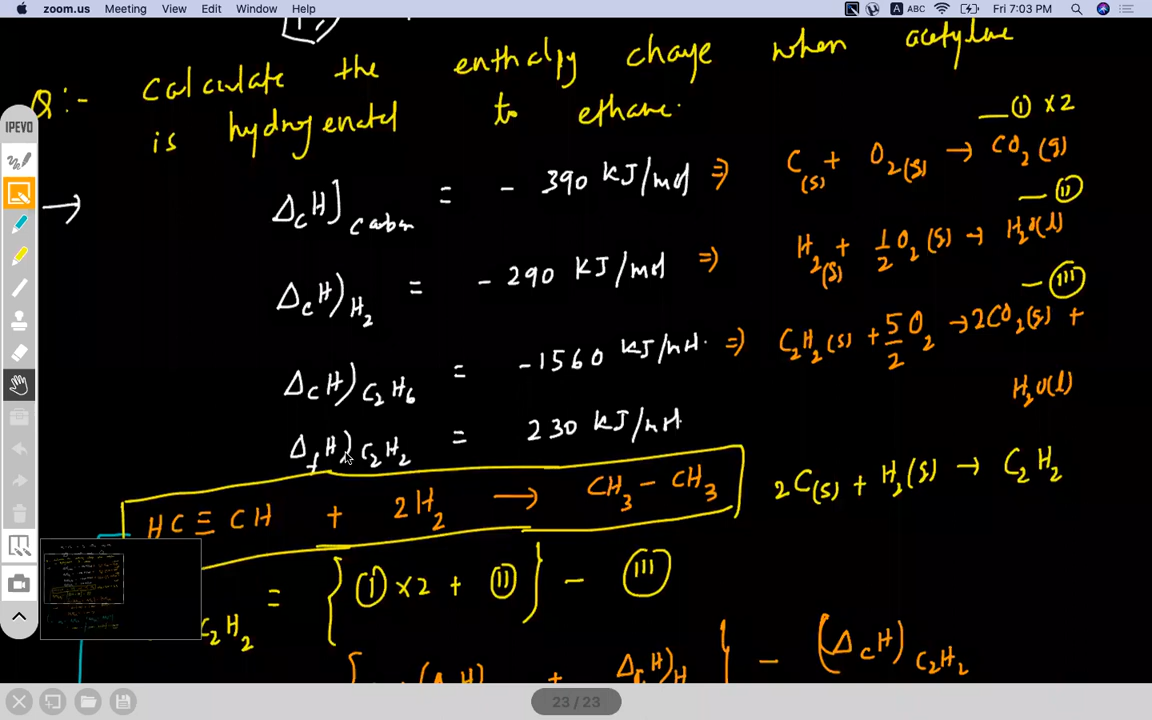 zoom.us Meeting View Edit Window Help
ABC Fri 7:03 PM
Q:- Calculate the enthalpy chage when acetylene
is hydrogenated to ethane.
IPEVO
— Ⓘ ×2
ΔcH]Carbon = - 390 KJ/mol ⇒ C(s) + O₂(g) → CO₂(g)
— Ⓘⓘ
ΔcH)H₂ = - 290 KJ/mol ⇒ H₂(g) + 1/2 O₂(g) → H₂O(l)
— (III)
ΔcH)C₂H₆ = -1560 KJ/mol. ⇒ C₂H₂(g) + 5/2 O₂ → 2CO₂(g) +
H₂O(l)
ΔfH)C₂H₂ = 230 KJ/mol
HC ≡ CH + 2H₂ → CH₃ – CH₃
2C(s) + H₂(g) → C₂H₂
C₂H₂ = {(I) ×2 + (II)} – (III)
+ – (ΔcH)C₂H₂
23 / 23